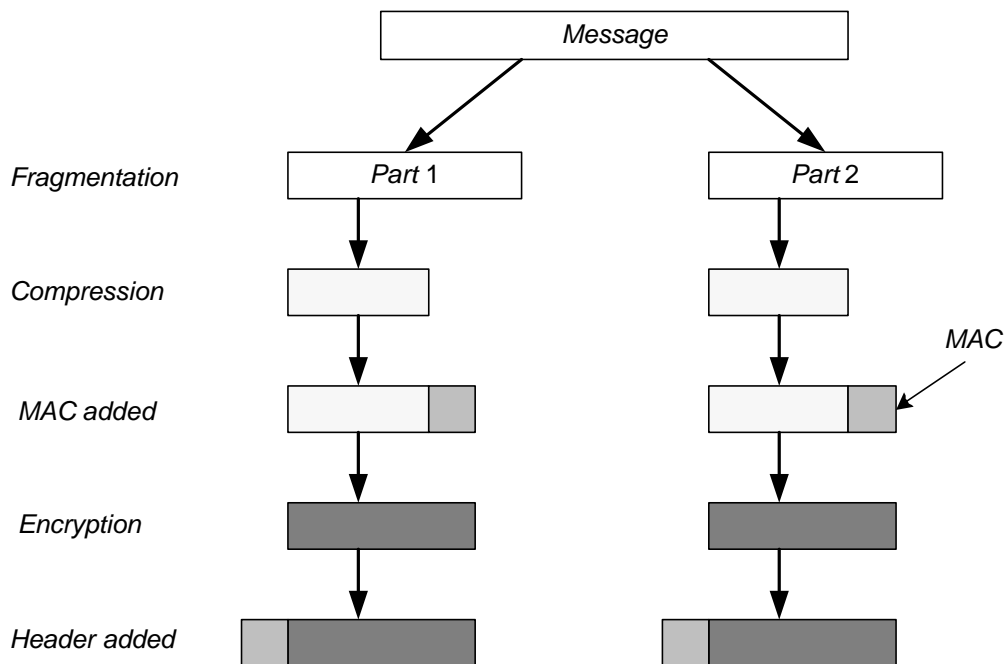 Message
Fragmentation
Part 1
Part 2
Compression
MAC
MAC added
Encryption
Header added